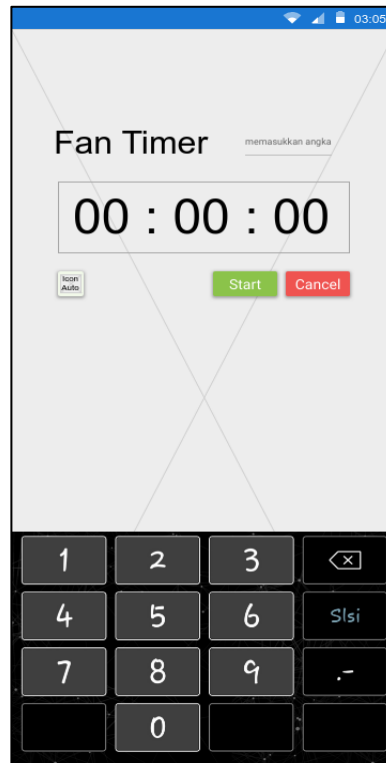 03:05
Fan Timer
memasukkan angka
00 : 00 : 00
Icon
Auto
Start
Cancel
1 2 3
4 5 6 Slsi
7 8 9 .-
0